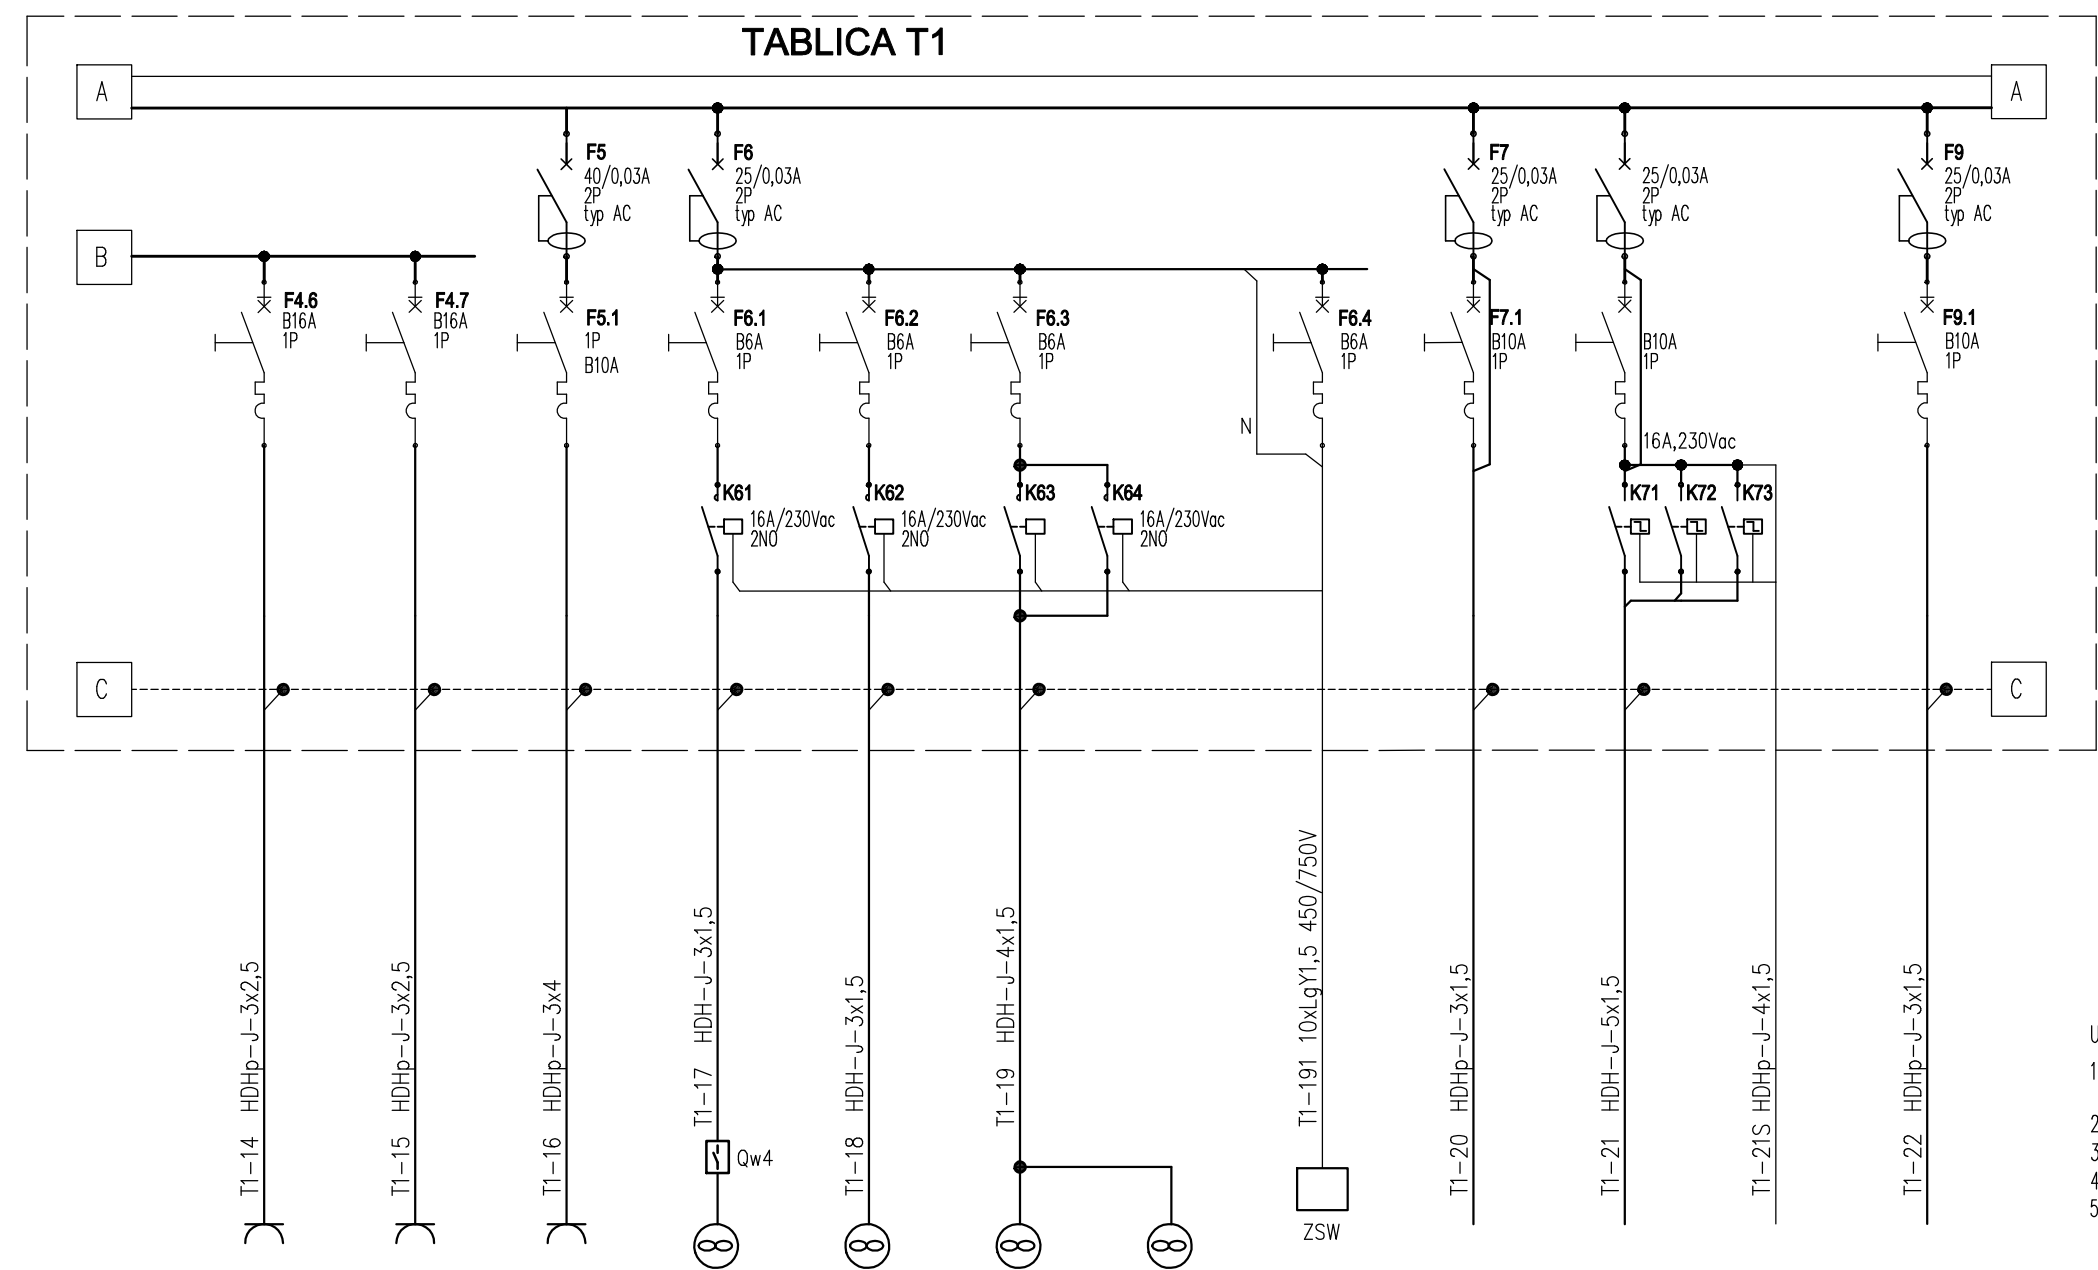 TABLICA T1
A
A
F5
40/0,03A
2P
typ AC
F6
25/0,03A
2P
typ AC
F7
25/0,03A
2P
typ AC
25/0,03A
2P
typ AC
F9
25/0,03A
2P
typ AC
B
F4.6
B16A
1P
F4.7
B16A
1P
F5.1
1P
B10A
F6.1
B6A
1P
F6.2
B6A
1P
F6.3
B6A
1P
F6.4
B6A
1P
F7.1
B10A
1P
B10A
1P
F9.1
B10A
1P
N
16A,230Vac
K61
16A/230Vac
2NO
K62
16A/230Vac
2NO
K63
K64
16A/230Vac
2NO
K71
K72
K73
C
C
T1-14 HDHp-J-3x2,5
T1-15 HDHp-J-3x2,5
T1-16 HDHp-J-3x4
T1-17 HDH-J-3x1,5
T1-18 HDH-J-3x1,5
T1-19 HDH-J-4x1,5
T1-191 10xLgY1,5 450/750V
T1-20 HDHp-J-3x1,5
T1-21 HDH-J-5x1,5
T1-21S HDHp-J-4x1,5
T1-22 HDHp-J-3x1,5
Qw4
ZSW
U
1
2
3
4
5